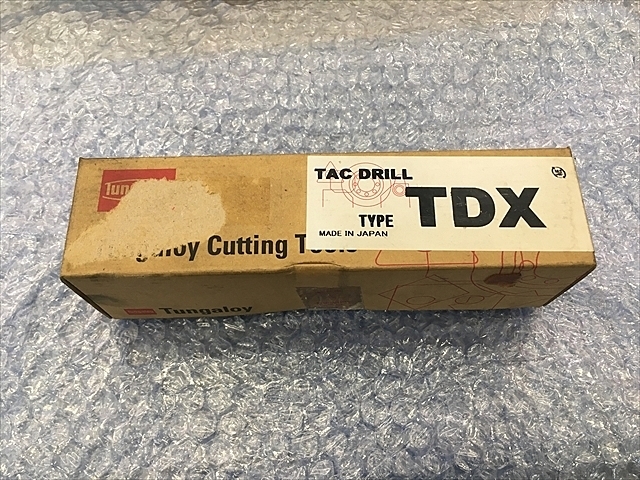 TAC DRILL
TYPE TDX
MADE IN JAPAN
Cutting
Tungaloy